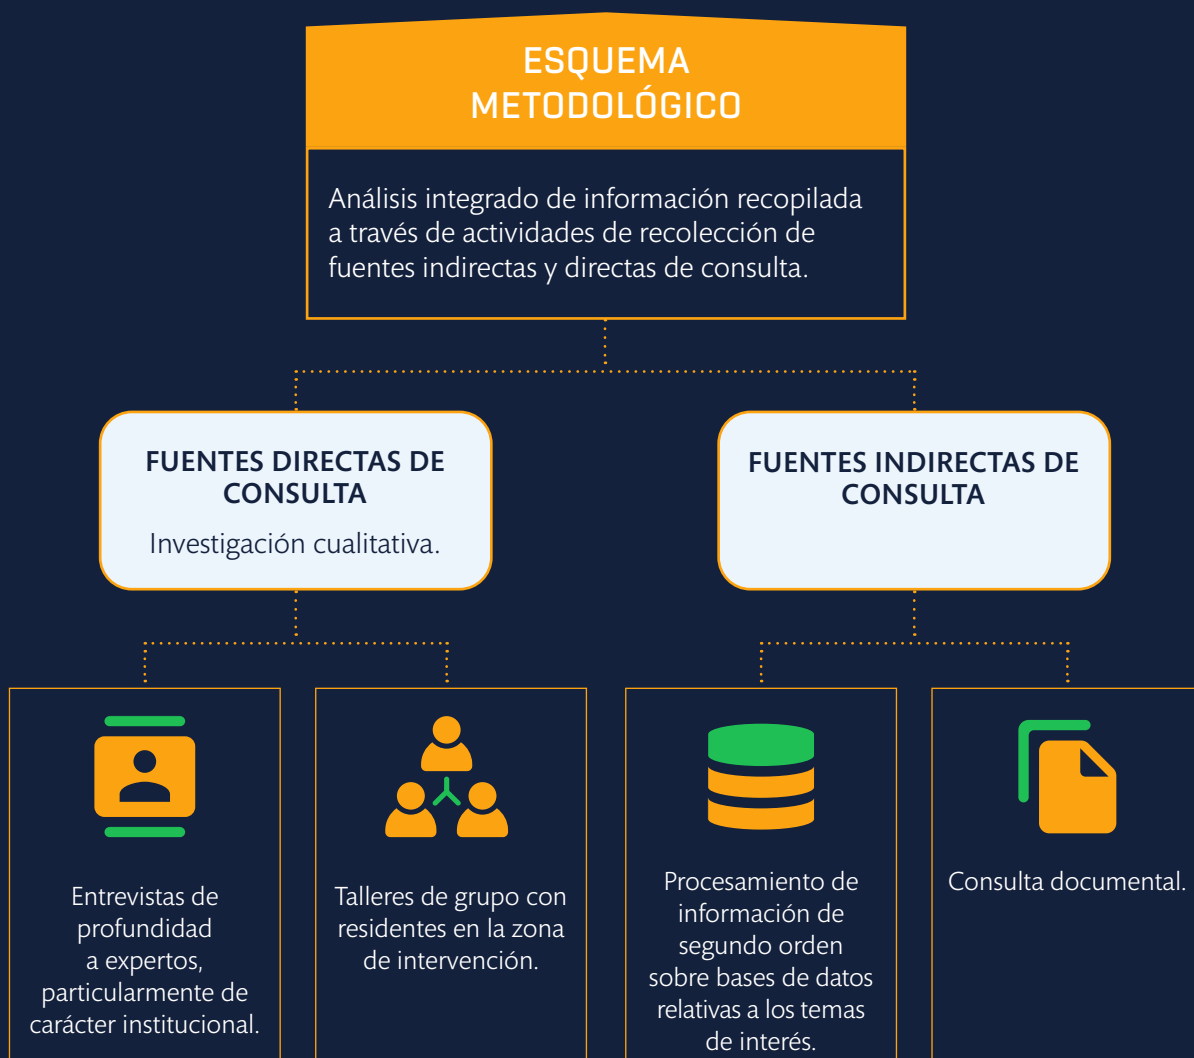 ESQUEMA
METODOLÓGICO
Análisis integrado de información recopilada
a través de actividades de recolección de
fuentes indirectas y directas de consulta.
FUENTES DIRECTAS DE
CONSULTA
Investigación cualitativa.
FUENTES INDIRECTAS DE
CONSULTA
Entrevistas de
profundidad
a expertos,
particularmente de
carácter institucional.
Talleres de grupo con
residentes en la zona
de intervención.
Procesamiento de
información de
segundo orden
sobre bases de datos
relativas a los temas
de interés.
Consulta documental.